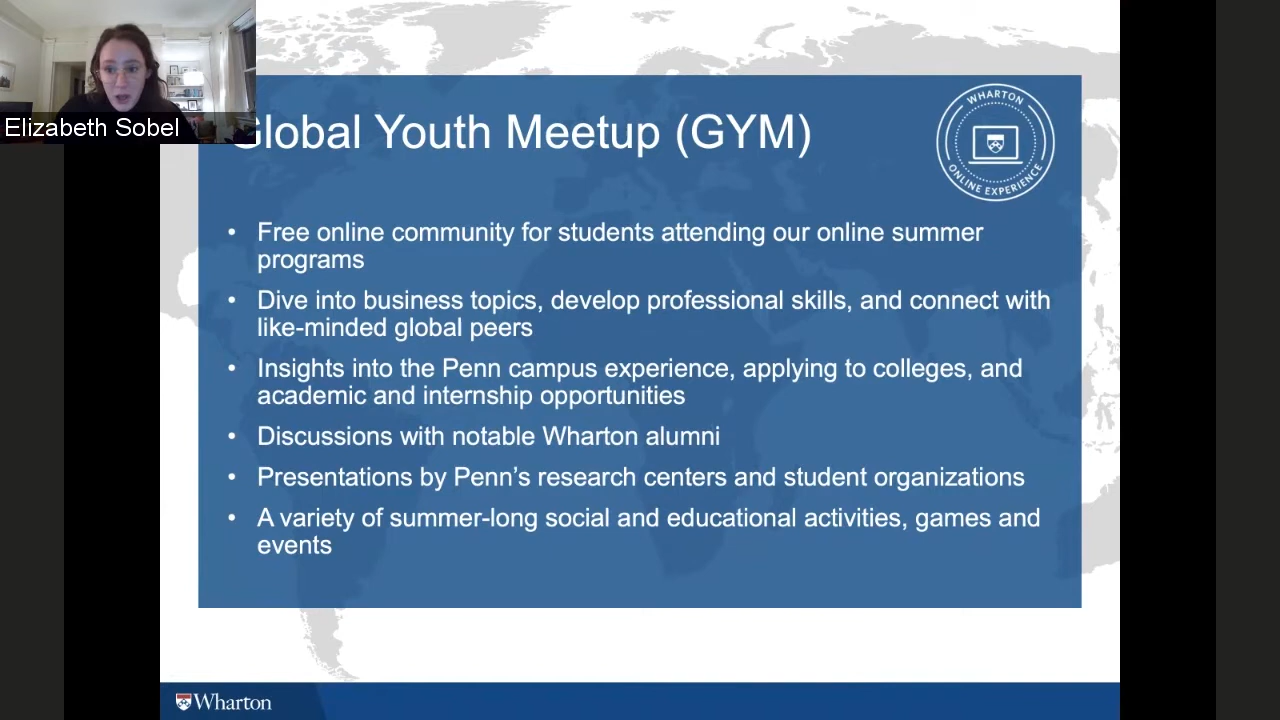 Elizabeth Sobel
Global Youth Meetup (GYM)
WHARTON
ONLINE EXPERIENCE
• Free online community for students attending our online summer
programs
• Dive into business topics, develop professional skills, and connect with
like-minded global peers
• Insights into the Penn campus experience, applying to colleges, and
academic and internship opportunities
• Discussions with notable Wharton alumni
• Presentations by Penn’s research centers and student organizations
• A variety of summer-long social and educational activities, games and
events
Wharton